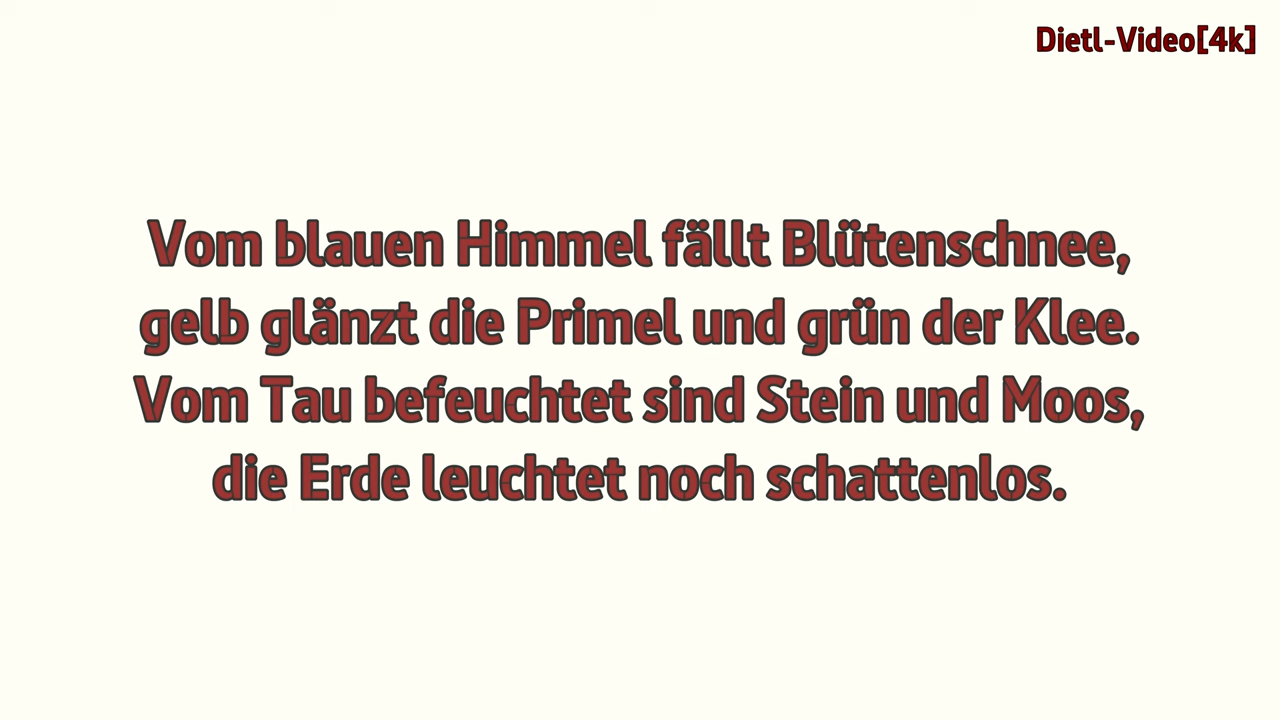 Dietl-Video[4k]
Vom blauen Himmel fällt Blütenschnee,
gelb glänzt die Primel und grün der Klee.
Vom Tau befeuchtet sind Stein und Moos,
die Erde leuchtet noch schattenlos.